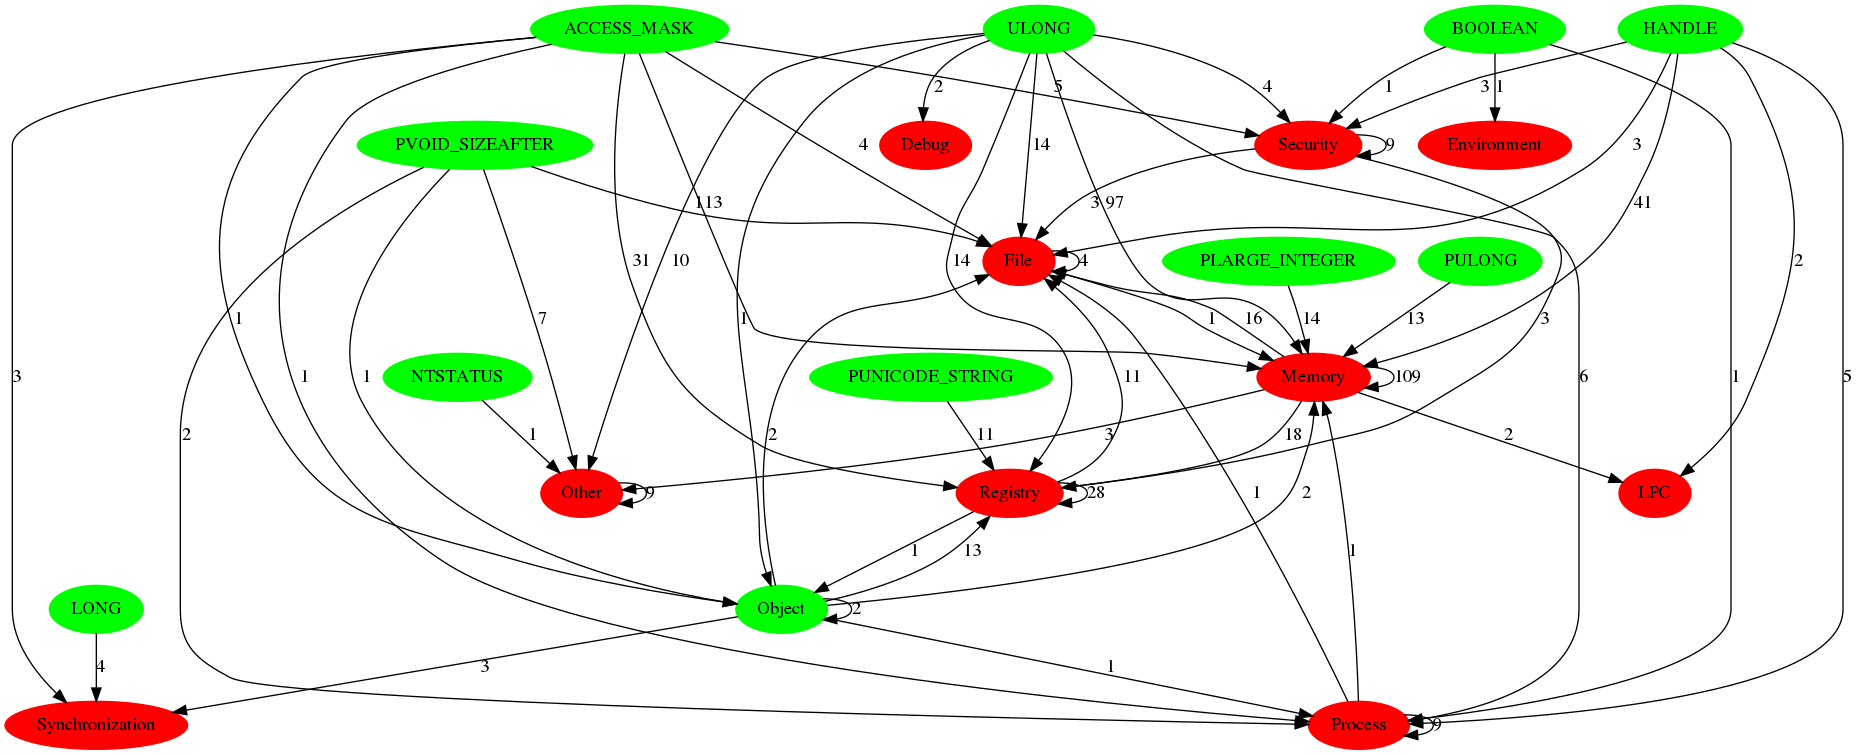 ACCESS_MASK ULONG BOOLEAN HANDLE
2 5 4 1 3 1
PVOID_SIZEAFTER 4 Debug 14 Security 9 Environment 3
113 3 97 41
31 10 14 File 4 PLARGE_INTEGER PULONG 2
1 7 1 1 16 14 13 3
3 1 NTSTATUS 1 PUNICODE_STRING 11 Memory 109 6 1 5
2 1 2 11 3 18 2
Other 9 Registry 28 1 2 LPC
1 13 1
LONG Object 2
4 3 1
Synchronization Process 9